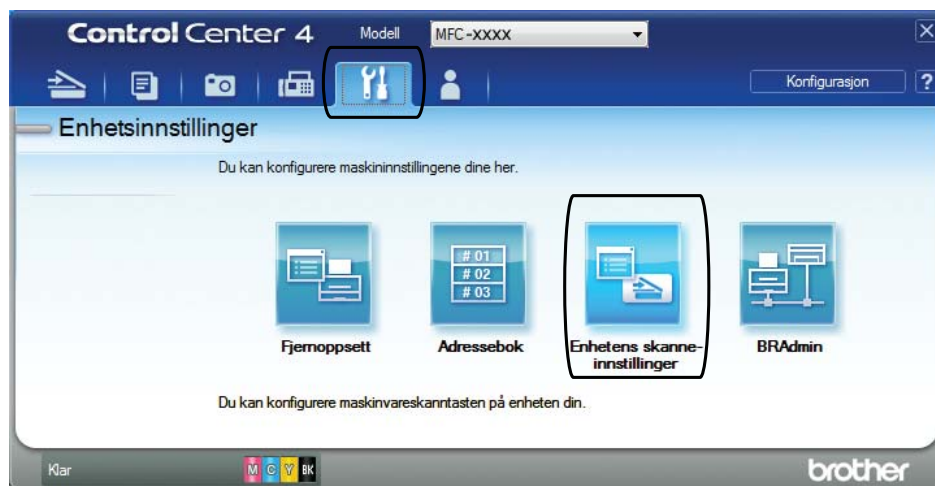 Control Center 4 Modell MFC-XXXX
Konfigurasjon ?
Enhetsinnstillinger
Du kan konfigurere maskininnstillingene dine her.
# 01
# 02
# 03
Fjernoppsett Adressebok Enhetens skanne- BRAdmin
innstillinger
Du kan konfigurere maskinvareskanntasten på enheten din.
Klar M C Y BK brother